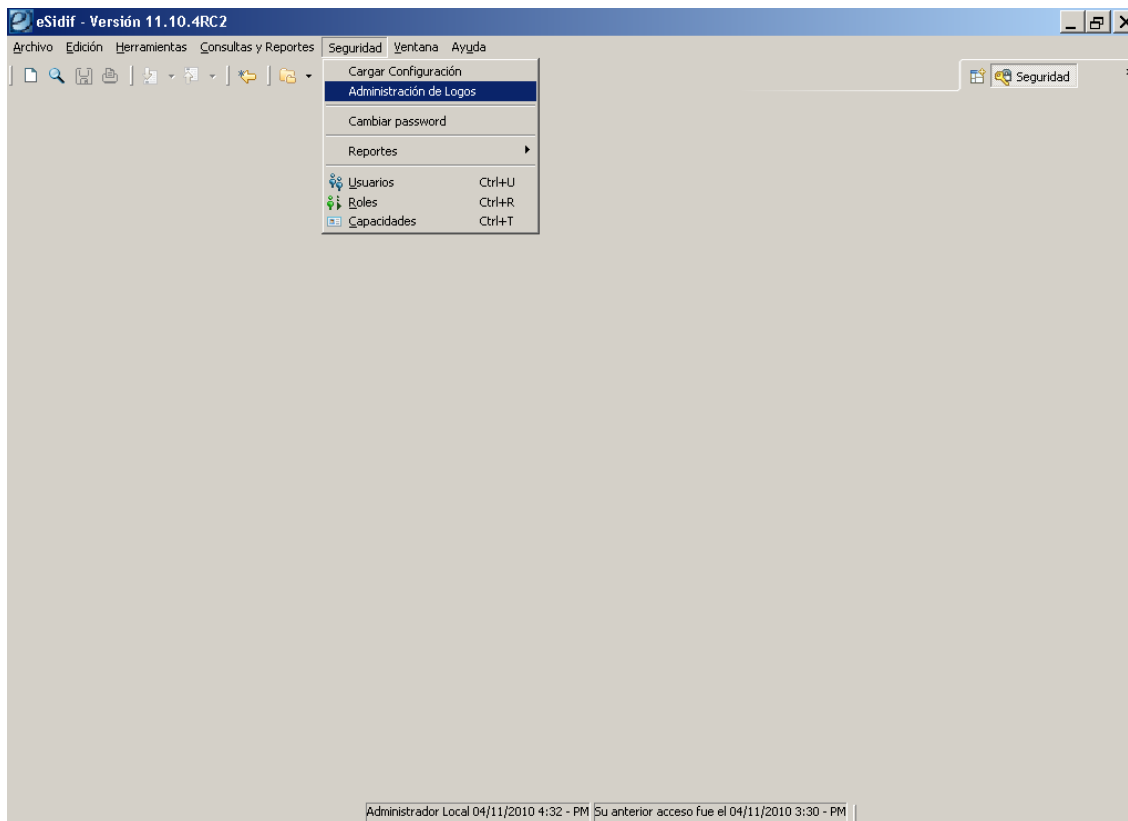 eSidif - Versión 11.10.4RC2
Archivo Edición Herramientas Consultas y Reportes Seguridad Ventana Ayuda
Cargar Configuración
Administración de Logos
Cambiar password
Reportes
Usuarios Ctrl+U
Roles Ctrl+R
Capacidades Ctrl+T
Seguridad
Administrador Local 04/11/2010 4:32 - PM Su anterior acceso fue el 04/11/2010 3:30 - PM